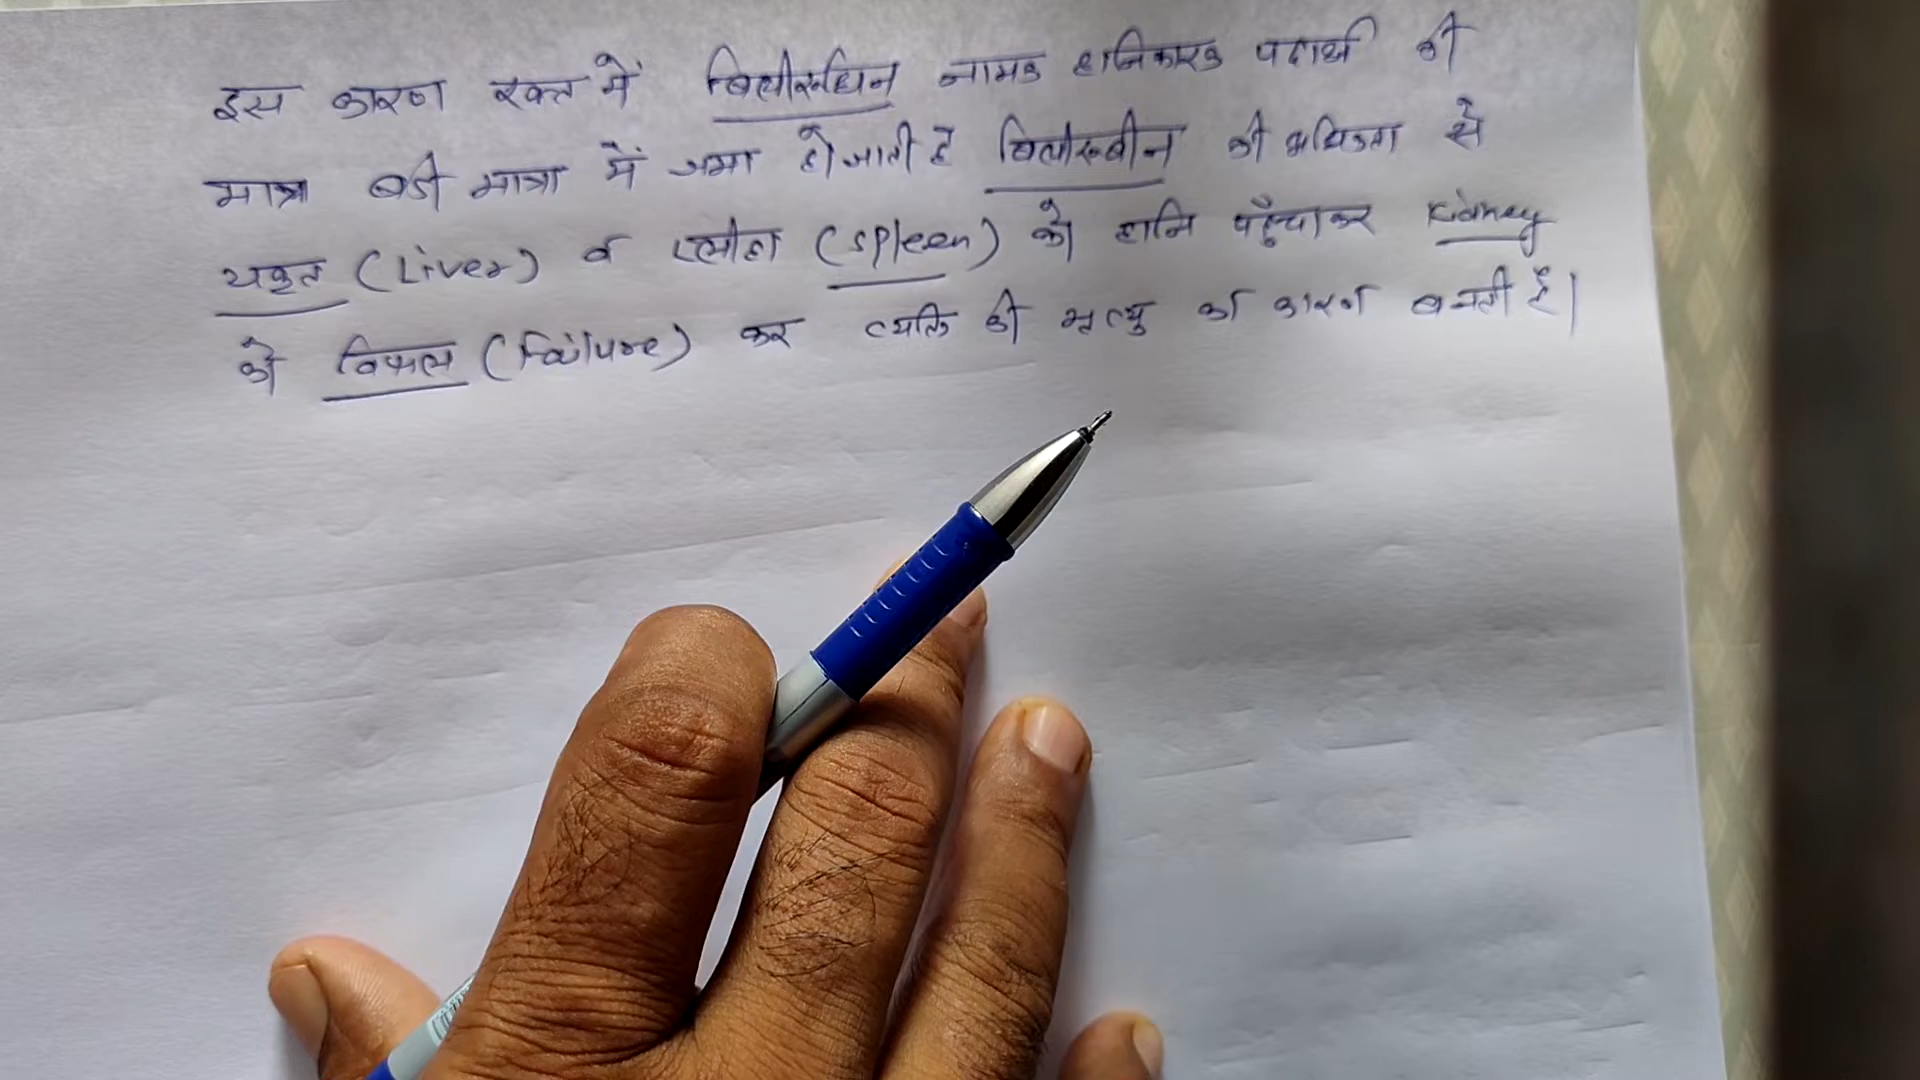 इस कारण रक्त में बिलीरूधिन नामक हानिकारक पदार्थ की
मात्रा बडी मात्रा में जमा हो जाती है बिलीरूबीन की अधिकता से
यकृत (Liver) व प्लीहा (Spleen) को हानि पहुँचाकर Kidney
को विफल (Failure) कर व्यक्ति की मृत्यु का कारण बनती है।